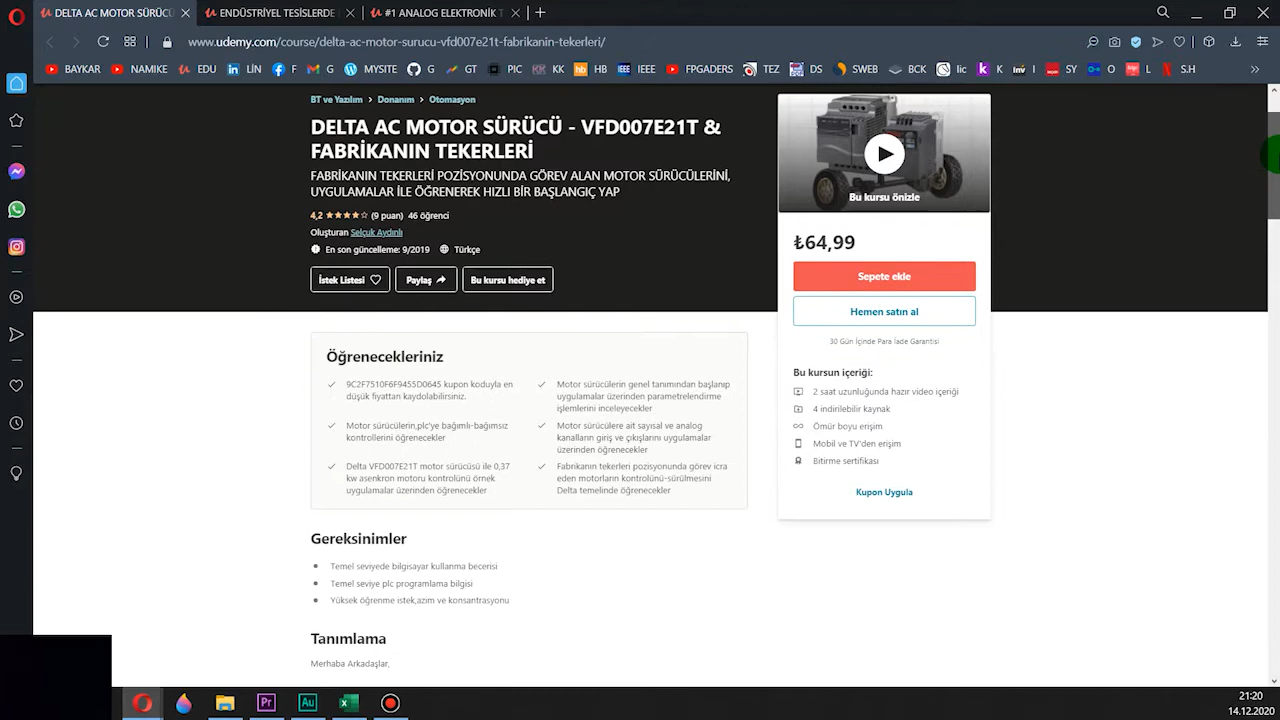 DELTA AC MOTOR SÜRÜCÜ
ENDÜSTRİYEL TESİSLERDE
#1 ANALOG ELEKTRONİK T
www.udemy.com/course/delta-ac-motor-surucu-vfd007e21t-fabrikanin-tekerleri/
BAYKAR NAMIKE EDU LİN F G MYSITE G GT PIC KK HB IEEE FPGADERS TEZ DS SWEB BCK lic K INV I SY O L S.H
BT ve Yazılım > Donanım > Otomasyon
DELTA AC MOTOR SÜRÜCÜ - VFD007E21T &
FABRİKANIN TEKERLERİ
FABRİKANIN TEKERLERİ POZİSYONUNDA GÖREV ALAN MOTOR SÜRÜCÜLERİNİ,
UYGULAMALAR İLE ÖĞRENEREK HIZLI BİR BAŞLANGIÇ YAP
4,2 (9 puan) 46 öğrenci
Oluşturan Selçuk Aydınlı
En son güncelleme: 9/2019 Türkçe
İstek Listesi
Paylaş
Bu kursu hediye et
Bu kursu önizle
₺64,99
Sepete ekle
Hemen satın al
30 Gün İçinde Para İade Garantisi
Bu kursun içeriği:
2 saat uzunluğunda hazır video içeriği
4 indirilebilir kaynak
Ömür boyu erişim
Mobil ve TV'den erişim
Bitirme sertifikası
Kupon Uygula
Öğrenecekleriniz
9C2F7510F6F9455D0645 kupon koduyla en
düşük fiyattan kaydolabilirsiniz.
Motor sürücülerin,plc'ye bağımlı-bağımsız
kontrollerini öğrenecekler
Delta VFD007E21T motor sürücüsü ile 0,37
kw asenkron motoru kontrolünü örnek
uygulamalar üzerinden öğrenecekler
Motor sürücülerin genel tanımından başlanıp
uygulamalar üzerinden parametrelendirme
işlemlerini inceleyecekler
Motor sürücülere ait sayısal ve analog
kanalların giriş ve çıkışlarını uygulamalar
üzerinden öğrenecekler
Fabrikanın tekerleri pozisyonunda görev icra
eden motorların kontrolünü-sürülmesini
Delta temelinde öğrenecekler
Gereksinimler
Temel seviyede bilgisayar kullanma becerisi
Temel seviye plc programlama bilgisi
Yüksek öğrenme istek,azim ve konsantrasyonu
Tanımlama
Merhaba Arkadaşlar,
Pr
Au
21:20
14.12.2020